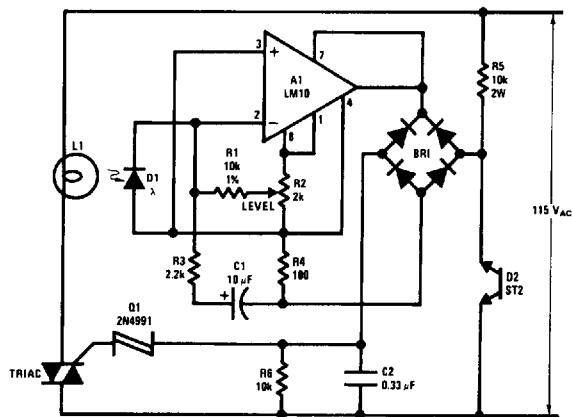 3
+
7
A1
LM10
2
−
4
1
8
R5
10k
2W
L1
D1
λ
R1
10k
1%
R2
2k
LEVEL
BRI
115 VAC
R3
2.2k
C1
+
10 μF
R4
100
D2
ST2
Q1
2N4991
TRIAC
R6
10k
C2
0.33 μF